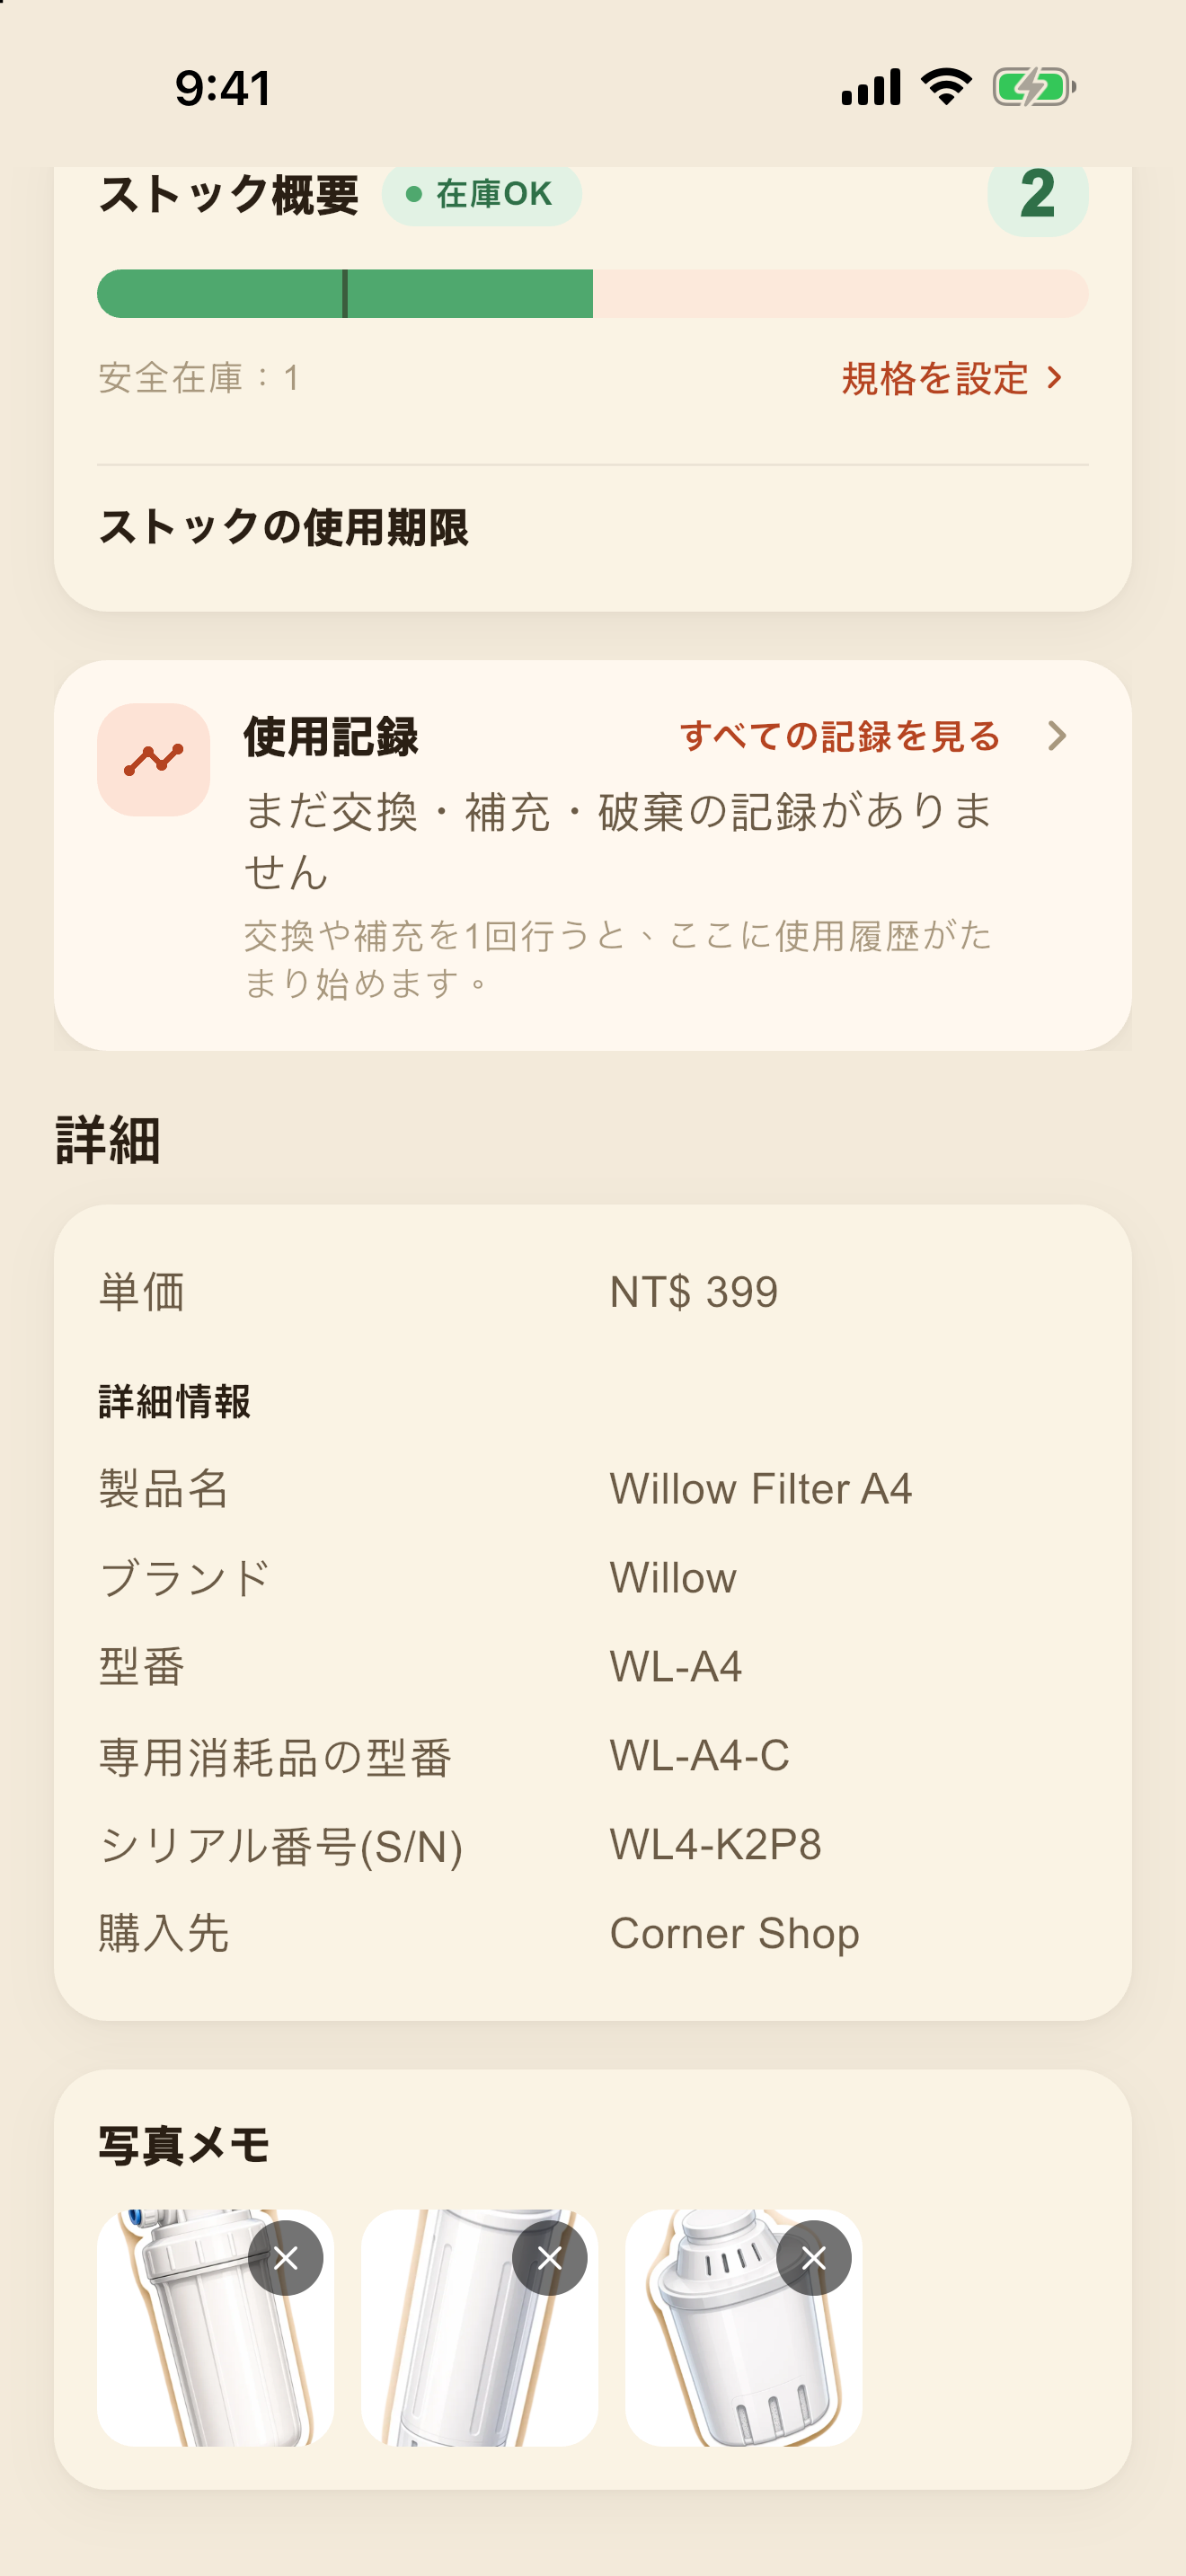 9:41
ストック概要
在庫OK
2
安全在庫：1
規格を設定
ストックの使用期限
使用記録
すべての記録を見る
まだ交換・補充・破棄の記録がありま
せん
交換や補充を1回行うと、ここに使用履歴がた
まり始めます。
詳細
単価
NT$ 399
詳細情報
製品名
Willow Filter A4
ブランド
Willow
型番
WL-A4
専用消耗品の型番
WL-A4-C
シリアル番号(S/N)
WL4-K2P8
購入先
Corner Shop
写真メモ